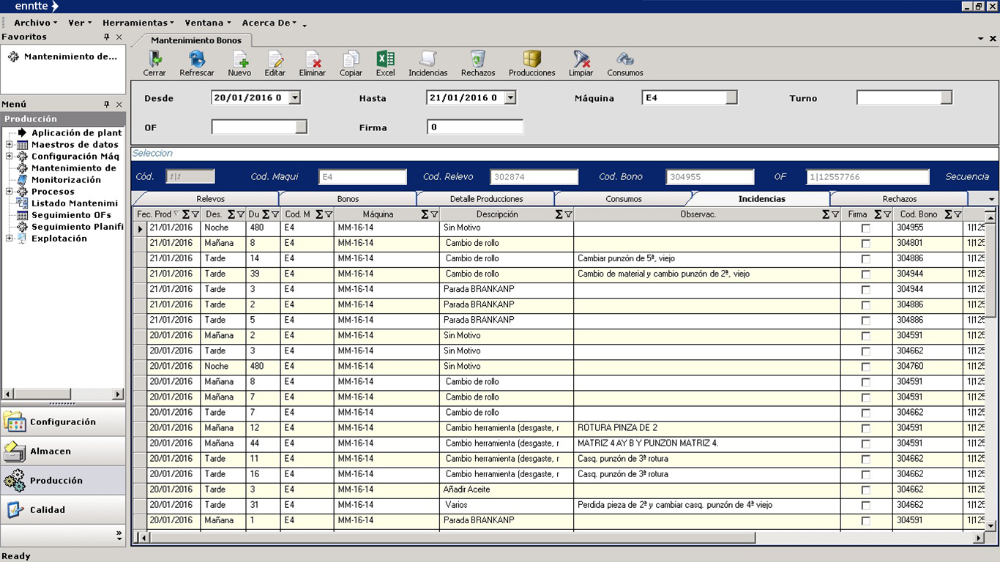 enntte
Archivo Ver Herramientas Ventana Acerca De
Favoritos
Mantenimiento de...
Menú
Producción
Aplicación de plant
Maestros de datos
Configuración Máq
Mantenimiento de
Monitorización
Procesos
Listado Mantenimi
Seguimiento OFs
Seguimiento Planifi
Explotación
Configuración
Almacen
Producción
Calidad
Mantenimiento Bonos
Cerrar Refrescar Nuevo Editar Eliminar Copiar Excel Incidencias Rechazos Producciones Limpiar Consumos
Desde 20/01/2016 0 Hasta 21/01/2016 0 Máquina E4 Turno
OF Firma 0
Seleccion
Cód. 1|1 Cod. Maqui E4 Cod. Relevo 302874 Cod. Bono 304955 OF 1|12557766 Secuencia
Relevos Bonos Detalle Producciones Consumos Incidencias Rechazos
Fec. Prod Σ Des. Σ Du Σ Cod. M Σ Máquina Σ Descripción Σ Observac. Σ Firma Σ Cod. Bono Σ
21/01/2016 Noche 480 E4 MM-16-14 Sin Motivo 304955 1|125
21/01/2016 Mañana 8 E4 MM-16-14 Cambio de rollo 304801 1|125
21/01/2016 Tarde 14 E4 MM-16-14 Cambio de rollo Cambiar punzón de 5ª, viejo 304886 1|125
21/01/2016 Tarde 39 E4 MM-16-14 Cambio de rollo Cambio de material y cambio punzón de 2ª, viejo 304944 1|125
21/01/2016 Tarde 3 E4 MM-16-14 Parada BRANKANP 304944 1|125
21/01/2016 Tarde 2 E4 MM-16-14 Parada BRANKANP 304886 1|125
21/01/2016 Tarde 5 E4 MM-16-14 Parada BRANKANP 304886 1|125
20/01/2016 Mañana 2 E4 MM-16-14 Sin Motivo 304591 1|125
20/01/2016 Tarde 3 E4 MM-16-14 Sin Motivo 304662 1|125
20/01/2016 Noche 480 E4 MM-16-14 Sin Motivo 304760 1|125
20/01/2016 Mañana 8 E4 MM-16-14 Cambio de rollo 304591 1|125
20/01/2016 Mañana 7 E4 MM-16-14 Cambio de rollo 304591 1|125
20/01/2016 Tarde 7 E4 MM-16-14 Cambio de rollo 304662 1|125
20/01/2016 Mañana 12 E4 MM-16-14 Cambio herramienta (desgaste, r ROTURA PINZA DE 2 304591 1|125
20/01/2016 Mañana 44 E4 MM-16-14 Cambio herramienta (desgaste, r MATRIZ 4 AY B Y PUNZON MATRIZ 4. 304591 1|125
20/01/2016 Tarde 11 E4 MM-16-14 Cambio herramienta (desgaste, r Casq. punzón de 3ª rotura 304662 1|125
20/01/2016 Tarde 16 E4 MM-16-14 Cambio herramienta (desgaste, r Casq. punzón de 3ª rotura 304662 1|125
20/01/2016 Tarde 3 E4 MM-16-14 Añadir Aceite 304662 1|125
20/01/2016 Tarde 31 E4 MM-16-14 Varios Perdida pieza de 2ª y cambiar casq. punzón de 4ª viejo 304662 1|125
20/01/2016 Mañana 1 E4 MM-16-14 Parada BRANKANP 304591 1|125
Ready